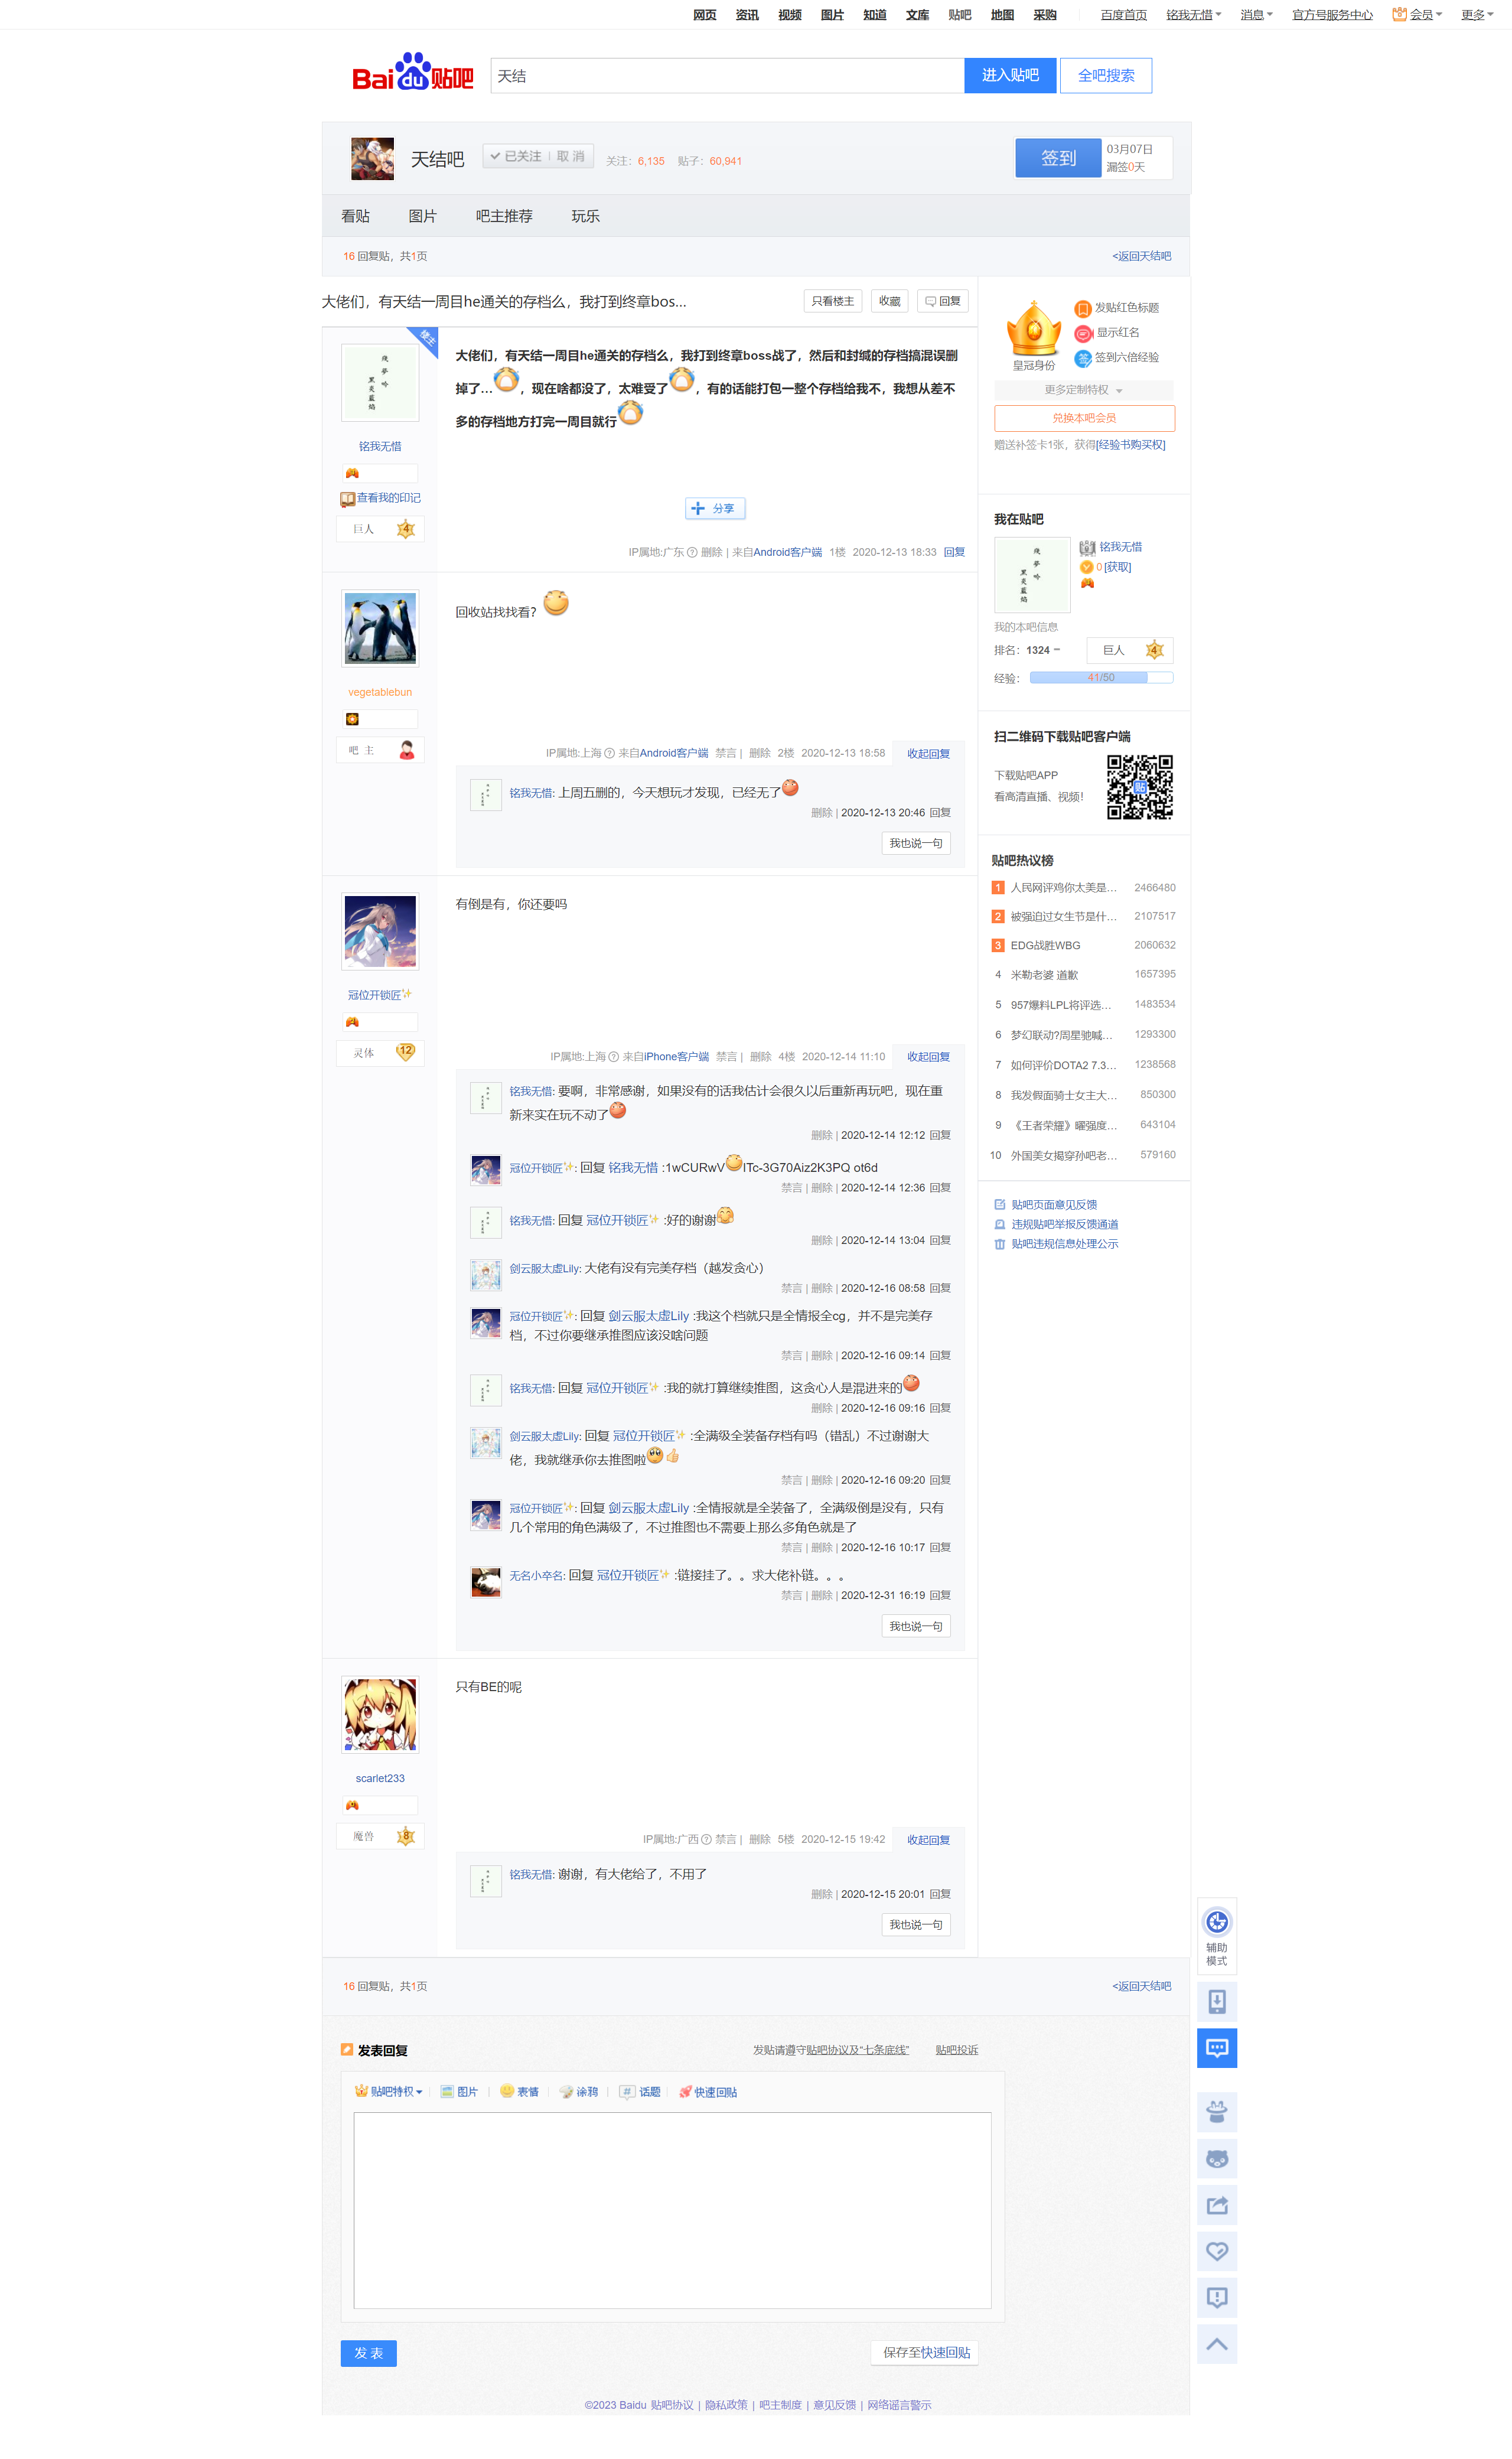 网页 资讯 视频 图片 知道 文库 贴吧 地图 采购 百度首页 铭我无惜 消息 官方号服务中心 会员 更多
Bai du 贴吧 天结 进入贴吧 全吧搜索
天结吧 已关注 取消 关注：6,135 贴子：60,941 签到 03月07日
漏签0天
看贴 图片 吧主推荐 玩乐
16 回复贴，共1页 <返回天结吧
大佬们，有天结一周目he通关的存档么，我打到终章bos... 只看楼主 收藏 回复
楼主
大佬们，有天结一周目he通关的存档么，我打到终章boss战了，然后和封缄的存档搞混误删
掉了...，现在啥都没了，太难受了，有的话能打包一整个存档给我不，我想从差不
多的存档地方打完一周目就行
铭我无惜
查看我的印记
巨人 4
分享
IP属地:广东 删除 | 来自Android客户端 1楼 2020-12-13 18:33 回复
回收站找找看？
vegetablebun
吧主
IP属地:上海 来自Android客户端 禁言 | 删除 2楼 2020-12-13 18:58 收起回复
铭我无惜: 上周五删的，今天想玩才发现，已经无了
删除 | 2020-12-13 20:46 回复
我也说一句
有倒是有，你还要吗
冠位开锁匠✨
灵体 12
IP属地:上海 来自iPhone客户端 禁言 | 删除 4楼 2020-12-14 11:10 收起回复
铭我无惜: 要啊，非常感谢，如果没有的话我估计会很久以后重新再玩吧，现在重
新来实在玩不动了
删除 | 2020-12-14 12:12 回复
冠位开锁匠✨: 回复 铭我无惜 :1wCURwVITc-3G70Aiz2K3PQ ot6d
禁言 | 删除 | 2020-12-14 12:36 回复
铭我无惜: 回复 冠位开锁匠✨ :好的谢谢
删除 | 2020-12-14 13:04 回复
剑云服太虚Lily: 大佬有没有完美存档（越发贪心）
禁言 | 删除 | 2020-12-16 08:58 回复
冠位开锁匠✨: 回复 剑云服太虚Lily :我这个档就只是全情报全cg，并不是完美存
档，不过你要继承推图应该没啥问题
禁言 | 删除 | 2020-12-16 09:14 回复
铭我无惜: 回复 冠位开锁匠✨ :我的就打算继续推图，这贪心人是混进来的
删除 | 2020-12-16 09:16 回复
剑云服太虚Lily: 回复 冠位开锁匠✨ :全满级全装备存档有吗（错乱）不过谢谢大
佬，我就继承你去推图啦
禁言 | 删除 | 2020-12-16 09:20 回复
冠位开锁匠✨: 回复 剑云服太虚Lily :全情报就是全装备了，全满级倒是没有，只有
几个常用的角色满级了，不过推图也不需要上那么多角色就是了
禁言 | 删除 | 2020-12-16 10:17 回复
无名小卒名: 回复 冠位开锁匠✨ :链接挂了。。求大佬补链。。。
禁言 | 删除 | 2020-12-31 16:19 回复
我也说一句
只有BE的呢
scarlet233
魔兽 8
IP属地:广西 禁言 | 删除 5楼 2020-12-15 19:42 收起回复
铭我无惜: 谢谢，有大佬给了，不用了
删除 | 2020-12-15 20:01 回复
我也说一句
皇冠身份
发贴红色标题
显示红名
签到六倍经验
更多定制特权
兑换本吧会员
赠送补签卡1张，获得[经验书购买权]
我在贴吧
铭我无惜
0 [获取]
我的本吧信息
排名：1324 巨人 4
经验： 41/50
扫二维码下载贴吧客户端
下载贴吧APP
看高清直播、视频！
贴
贴吧热议榜
1 人民网评鸡你太美是... 2466480
2 被强迫过女生节是什... 2107517
3 EDG战胜WBG 2060632
4 米勒老婆 道歉 1657395
5 957爆料LPL将评选... 1483534
6 梦幻联动?周星驰喊... 1293300
7 如何评价DOTA2 7.3... 1238568
8 我发假面骑士女主大... 850300
9 《王者荣耀》曜强度... 643104
10 外国美女揭穿孙吧老... 579160
贴吧页面意见反馈
违规贴吧举报反馈通道
贴吧违规信息处理公示
辅助
模式
16 回复贴，共1页 <返回天结吧
发表回复 发贴请遵守贴吧协议及“七条底线” 贴吧投诉
贴吧特权 图片 | 表情 | 涂鸦 | # 话题 | 快速回贴
发表 保存至快速回贴
©2023 Baidu 贴吧协议 | 隐私政策 | 吧主制度 | 意见反馈 | 网络谣言警示